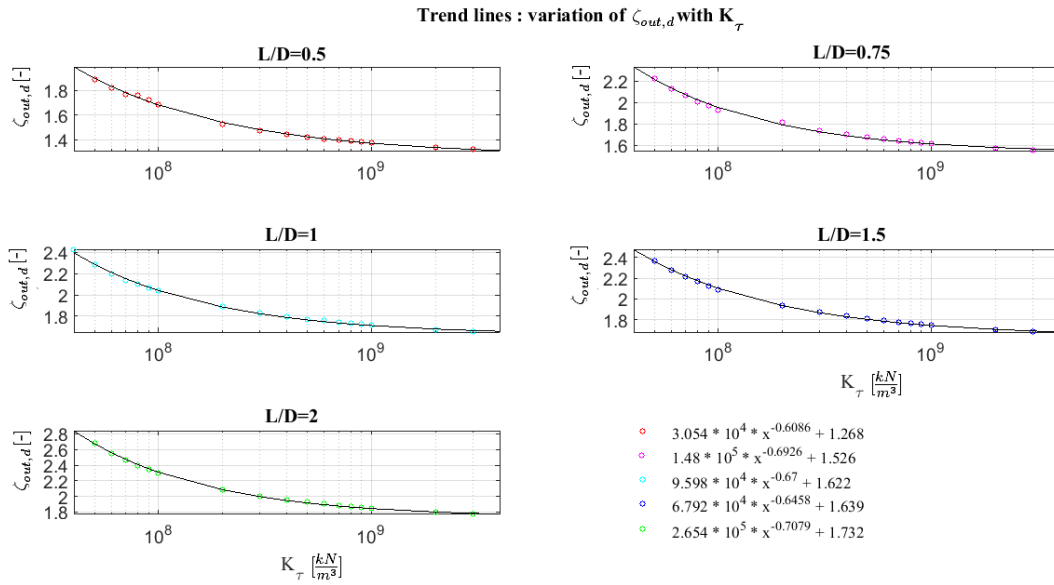 Trend lines : variation of ζout,d with Kτ
L/D=0.5
ζout,d [-]
1.8
1.6
1.4
10^8
10^9
L/D=0.75
ζout,d [-]
2.2
2
1.8
1.6
10^8
10^9
L/D=1
ζout,d [-]
2.4
2.2
2
1.8
10^8
10^9
L/D=1.5
ζout,d [-]
2.4
2.2
2
1.8
10^8
10^9
Kτ [kN/m³]
L/D=2
ζout,d [-]
2.8
2.6
2.4
2.2
2
1.8
10^8
10^9
Kτ [kN/m³]
3.054 * 10^4 * x^-0.6086 + 1.268
1.48 * 10^5 * x^-0.6926 + 1.526
9.598 * 10^4 * x^-0.67 + 1.622
6.792 * 10^4 * x^-0.6458 + 1.639
2.654 * 10^5 * x^-0.7079 + 1.732